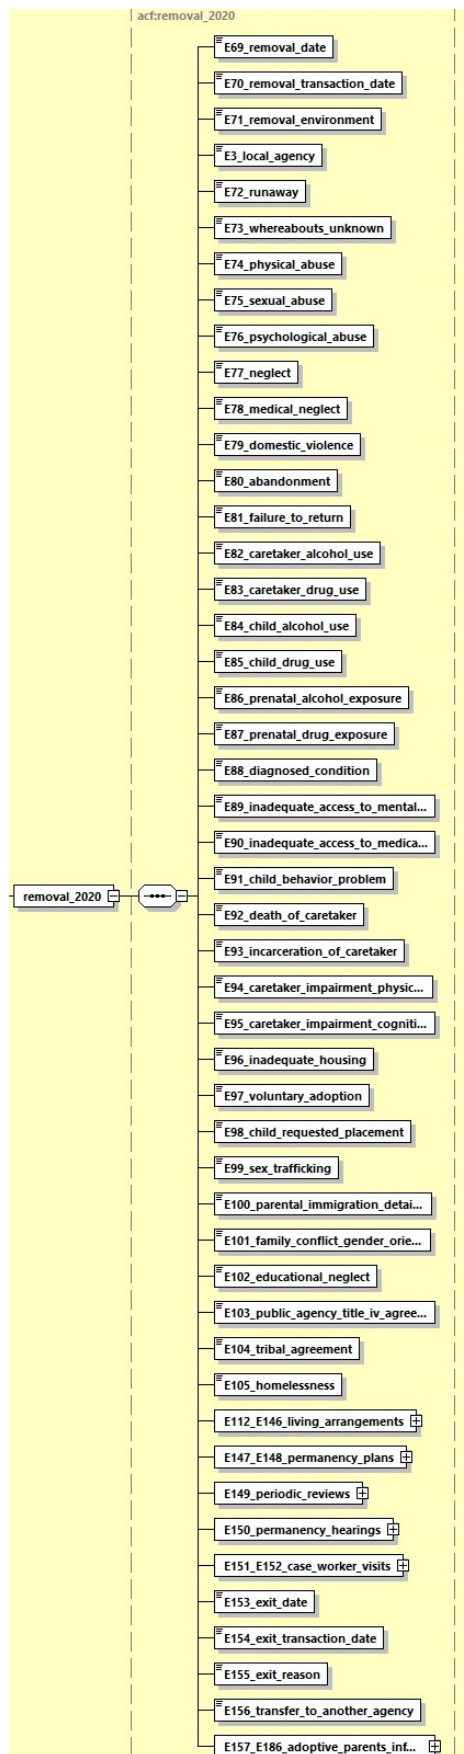 acf:removal_2020
E69_removal_date
E70_removal_transaction_date
E71_removal_environment
E3_local_agency
E72_runaway
E73_whereabouts_unknown
E74_physical_abuse
E75_sexual_abuse
E76_psychological_abuse
E77_neglect
E78_medical_neglect
E79_domestic_violence
E80_abandonment
E81_failure_to_return
E82_caretaker_alcohol_use
E83_caretaker_drug_use
E84_child_alcohol_use
E85_child_drug_use
E86_prenatal_alcohol_exposure
E87_prenatal_drug_exposure
E88_diagnosed_condition
E89_inadequate_access_to_mental...
E90_inadequate_access_to_medica...
E91_child_behavior_problem
removal_2020
E92_death_of_caretaker
E93_incarceration_of_caretaker
E94_caretaker_impairment_physic...
E95_caretaker_impairment_cogniti...
E96_inadequate_housing
E97_voluntary_adoption
E98_child_requested_placement
E99_sex_trafficking
E100_parental_immigration_detai...
E101_family_conflict_gender_orie...
E102_educational_neglect
E103_public_agency_title_iv_agree...
E104_tribal_agreement
E105_homelessness
E112_E146_living_arrangements
E147_E148_permanency_plans
E149_periodic_reviews
E150_permanency_hearings
E151_E152_case_worker_visits
E153_exit_date
E154_exit_transaction_date
E155_exit_reason
E156_transfer_to_another_agency
E157_E186_adoptive_parents_inf...